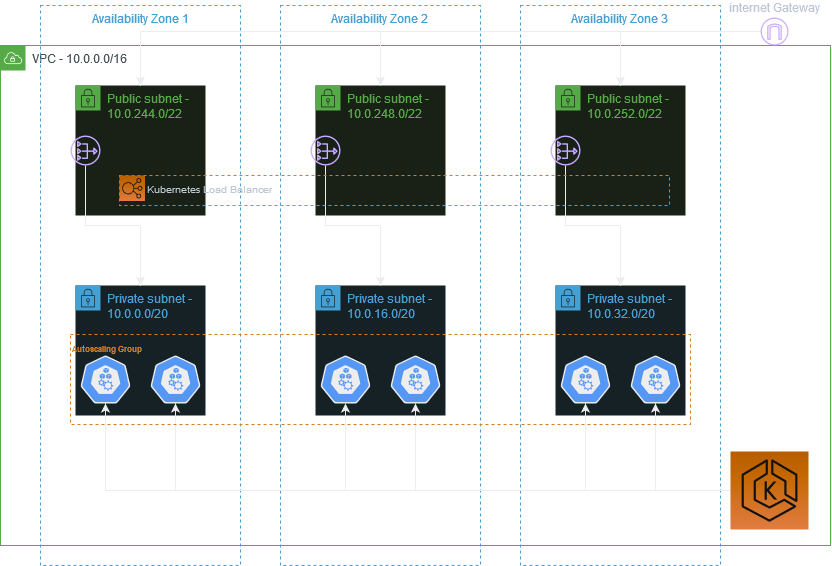 internet Gateway
Availability Zone 1
Availability Zone 2
Availability Zone 3
VPC - 10.0.0.0/16
Public subnet -
10.0.244.0/22
Public subnet -
10.0.248.0/22
Public subnet -
10.0.252.0/22
Kubernetes Load Balancer
Private subnet -
10.0.0.0/20
Private subnet -
10.0.16.0/20
Private subnet -
10.0.32.0/20
Autoscaling Group
K